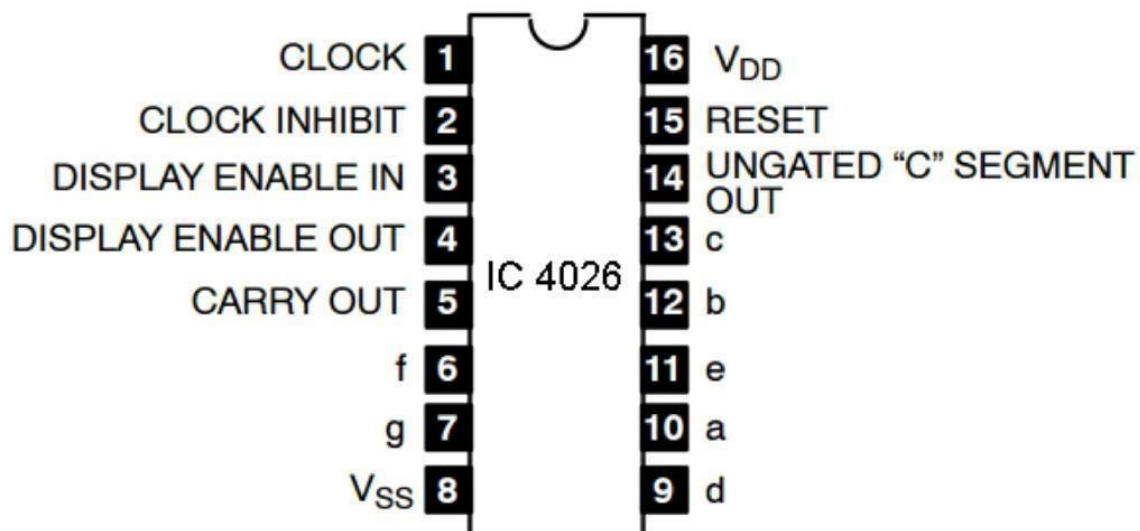 CLOCK 1 16 VDD
CLOCK INHIBIT 2 15 RESET
DISPLAY ENABLE IN 3 14 UNGATED “C” SEGMENT OUT
DISPLAY ENABLE OUT 4 13 c
IC 4026
CARRY OUT 5 12 b
f 6 11 e
g 7 10 a
VSS 8 9 d